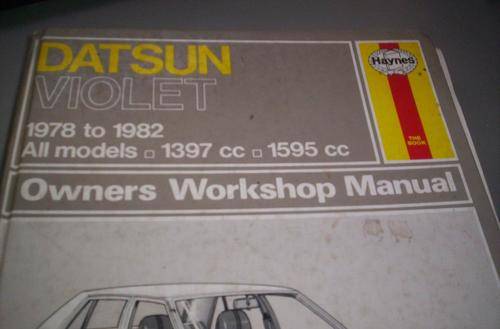 DATSUN
VIOLET
1978 to 1982
All models ▫ 1397 cc ▫ 1595 cc
Haynes
THE
BOOK
Owners Workshop Manual